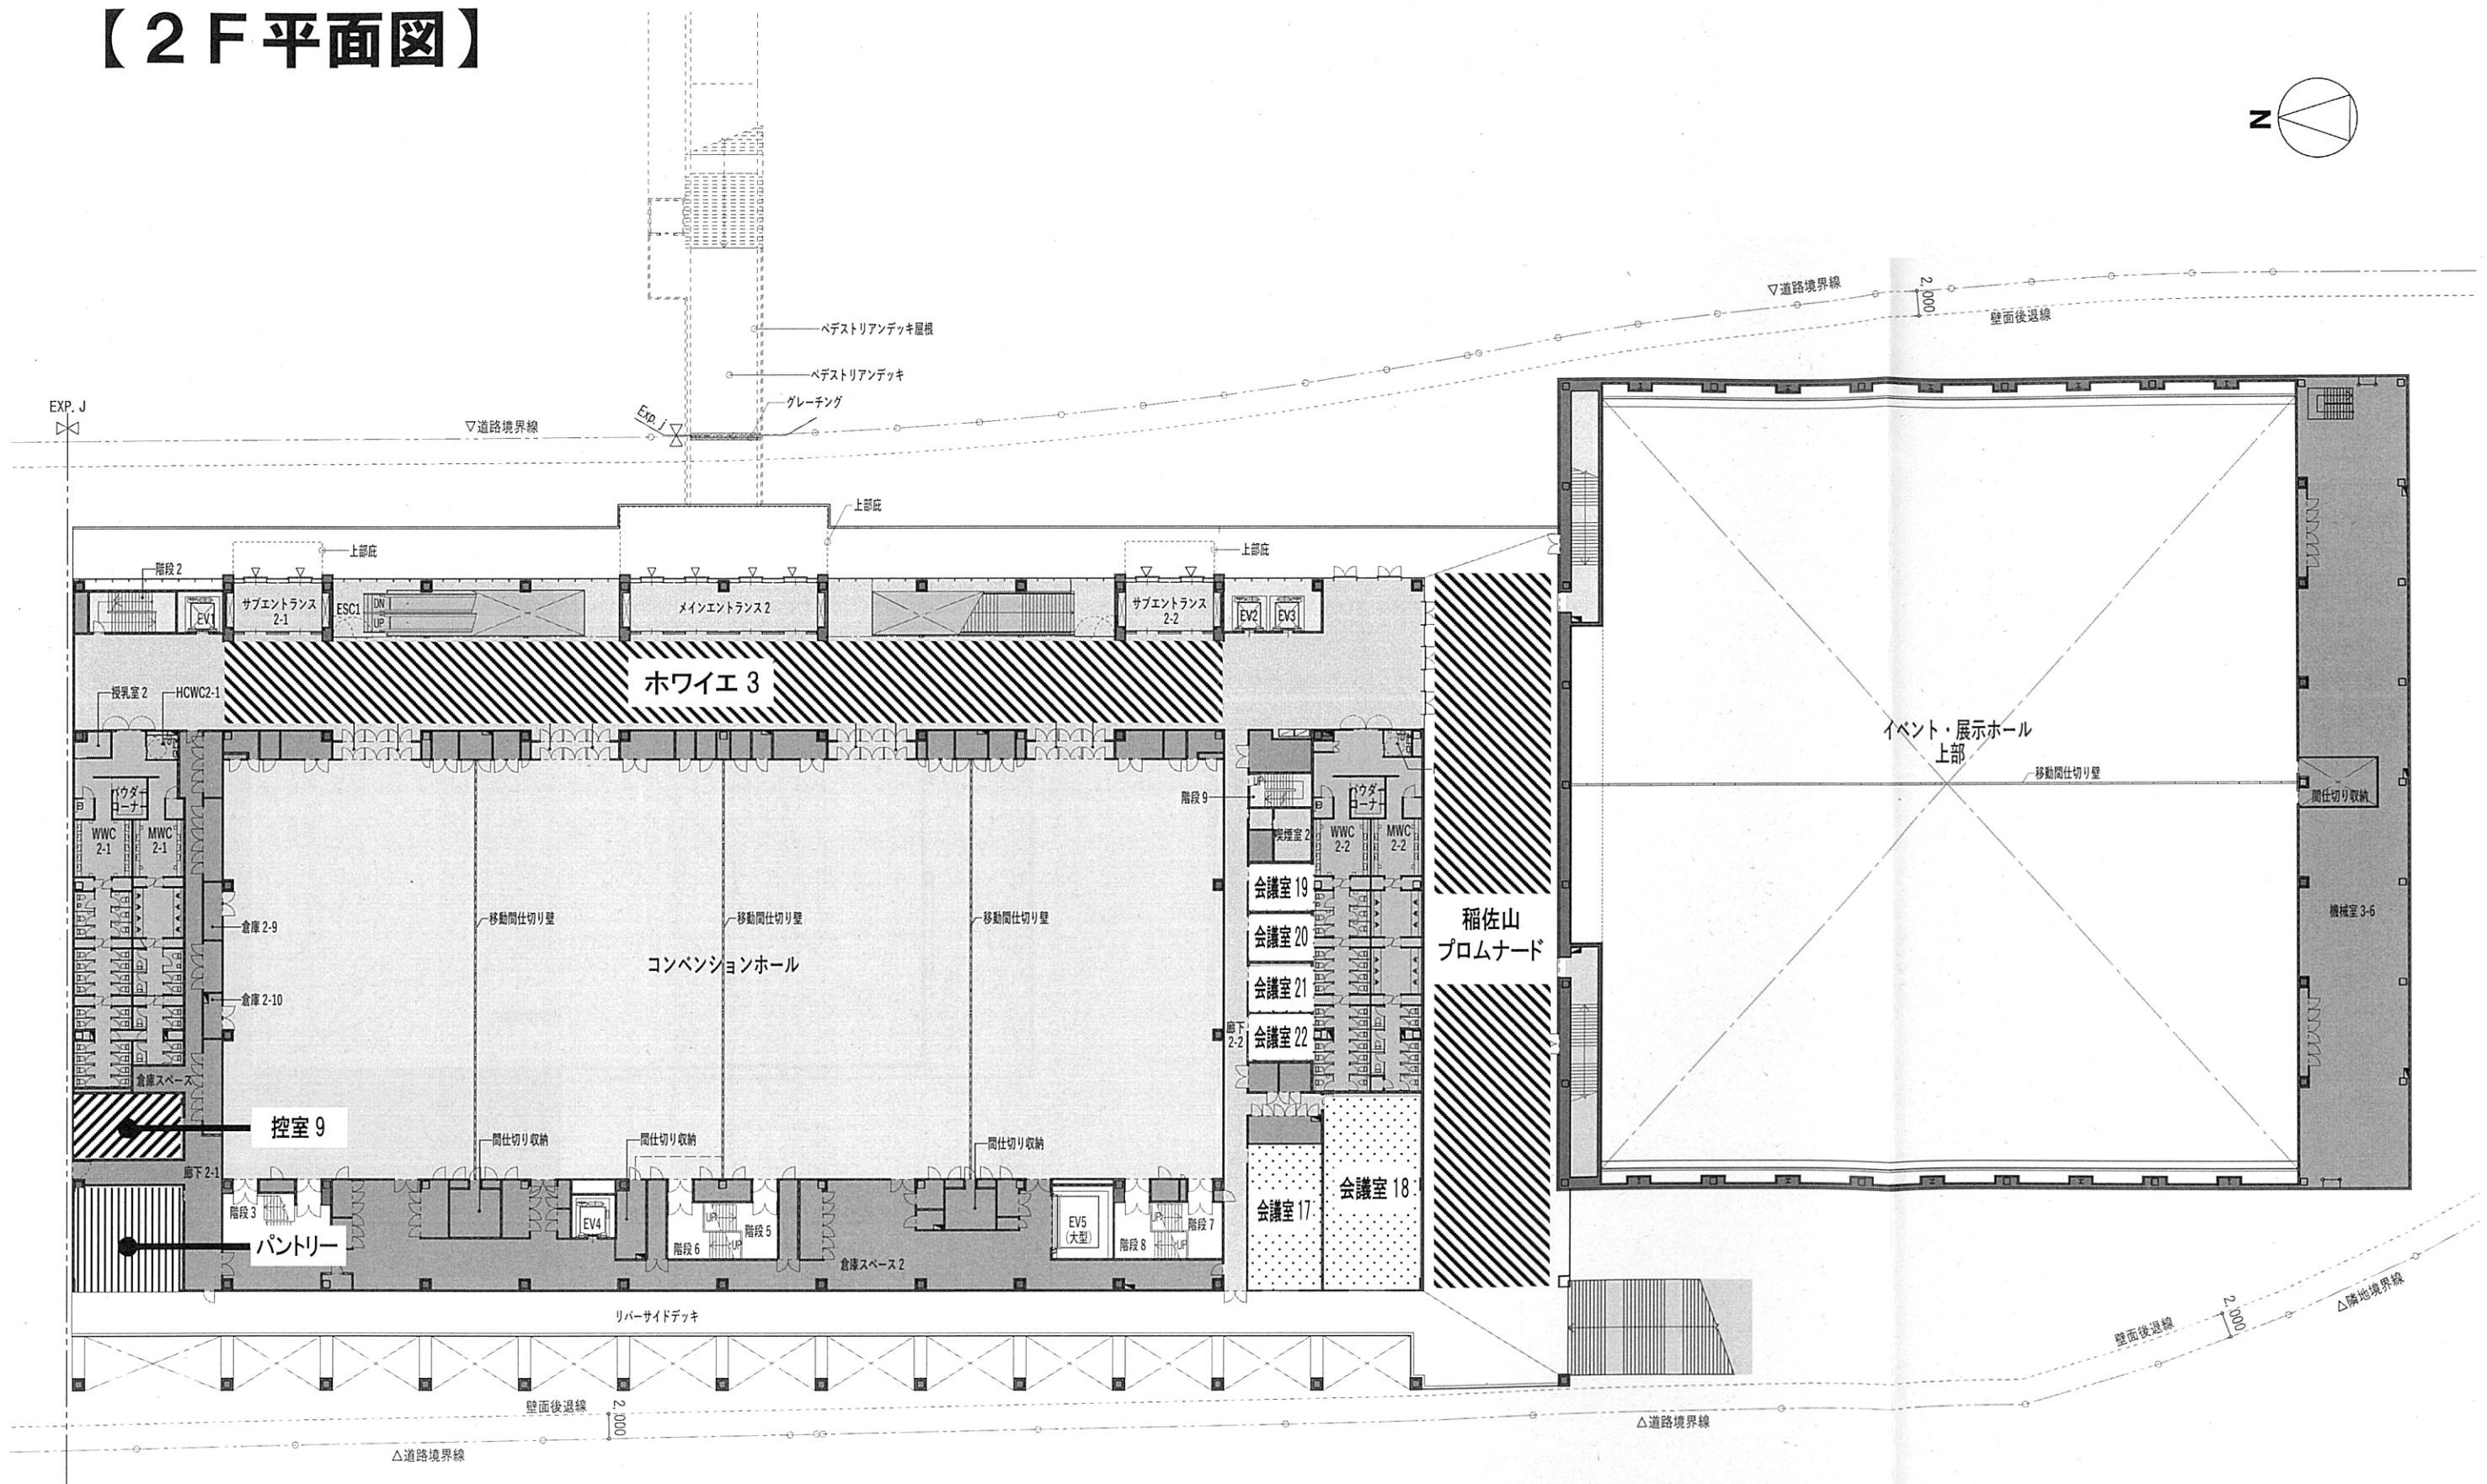 【２Ｆ平面図】
N
▽道路境界線
2,000
壁面後退線
ペデストリアンデッキ屋根
ペデストリアンデッキ
グレーチング
EXP. J
▽道路境界線
Exp. j
上部庇
上部庇
上部庇
階段 2
EV1
サブエントランス
2-1
ESC1
DN
UP
メインエントランス 2
サブエントランス
2-2
EV2
EV3
ホワイエ 3
授乳室 2
HCWC2-1
イベント・展示ホール
上部
移動間仕切り壁
間仕切り収納
パウダー
コーナー
WWC
2-1
MWC
2-1
UP
階段 9
喫煙室 2
パウダー
コーナー
WWC
2-2
MWC
2-2
会議室 19
会議室 20
会議室 21
会議室 22
稲佐山
プロムナード
機械室 3-6
倉庫 2-9
移動間仕切り壁
移動間仕切り壁
移動間仕切り壁
コンベンションホール
倉庫 2-10
廊下
2-2
倉庫スペース
控室 9
間仕切り収納
間仕切り収納
間仕切り収納
廊下 2-1
会議室 17
会議室 18
階段 3
EV4
UP
階段 5
階段 6
UP
EV5
(大型)
UP
階段 7
階段 8
UP
パントリー
倉庫スペース 2
リバーサイドデッキ
壁面後退線
2,000
△隣地境界線
壁面後退線
2,000
△道路境界線
△道路境界線